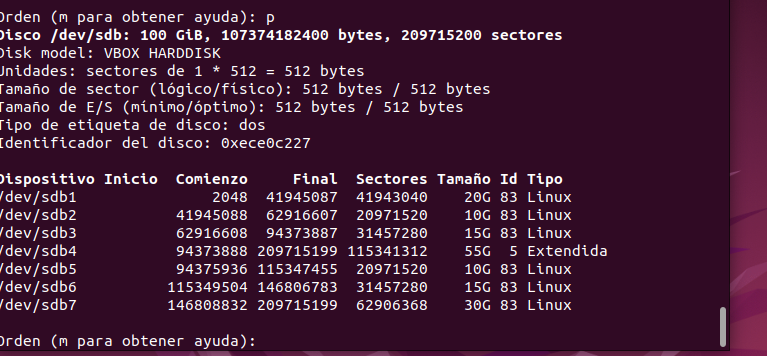 Orden (m para obtener ayuda): p
Disco /dev/sdb: 100 GiB, 107374182400 bytes, 209715200 sectores
Disk model: VBOX HARDDISK
Unidades: sectores de 1 * 512 = 512 bytes
Tamaño de sector (lógico/físico): 512 bytes / 512 bytes
Tamaño de E/S (mínimo/óptimo): 512 bytes / 512 bytes
Tipo de etiqueta de disco: dos
Identificador del disco: 0xece0c227
Dispositivo Inicio Comienzo Final Sectores Tamaño Id Tipo
/dev/sdb1 2048 41945087 41943040 20G 83 Linux
/dev/sdb2 41945088 62916607 20971520 10G 83 Linux
/dev/sdb3 62916608 94373887 31457280 15G 83 Linux
/dev/sdb4 94373888 209715199 115341312 55G 5 Extendida
/dev/sdb5 94375936 115347455 20971520 10G 83 Linux
/dev/sdb6 115349504 146806783 31457280 15G 83 Linux
/dev/sdb7 146808832 209715199 62906368 30G 83 Linux
Orden (m para obtener ayuda):